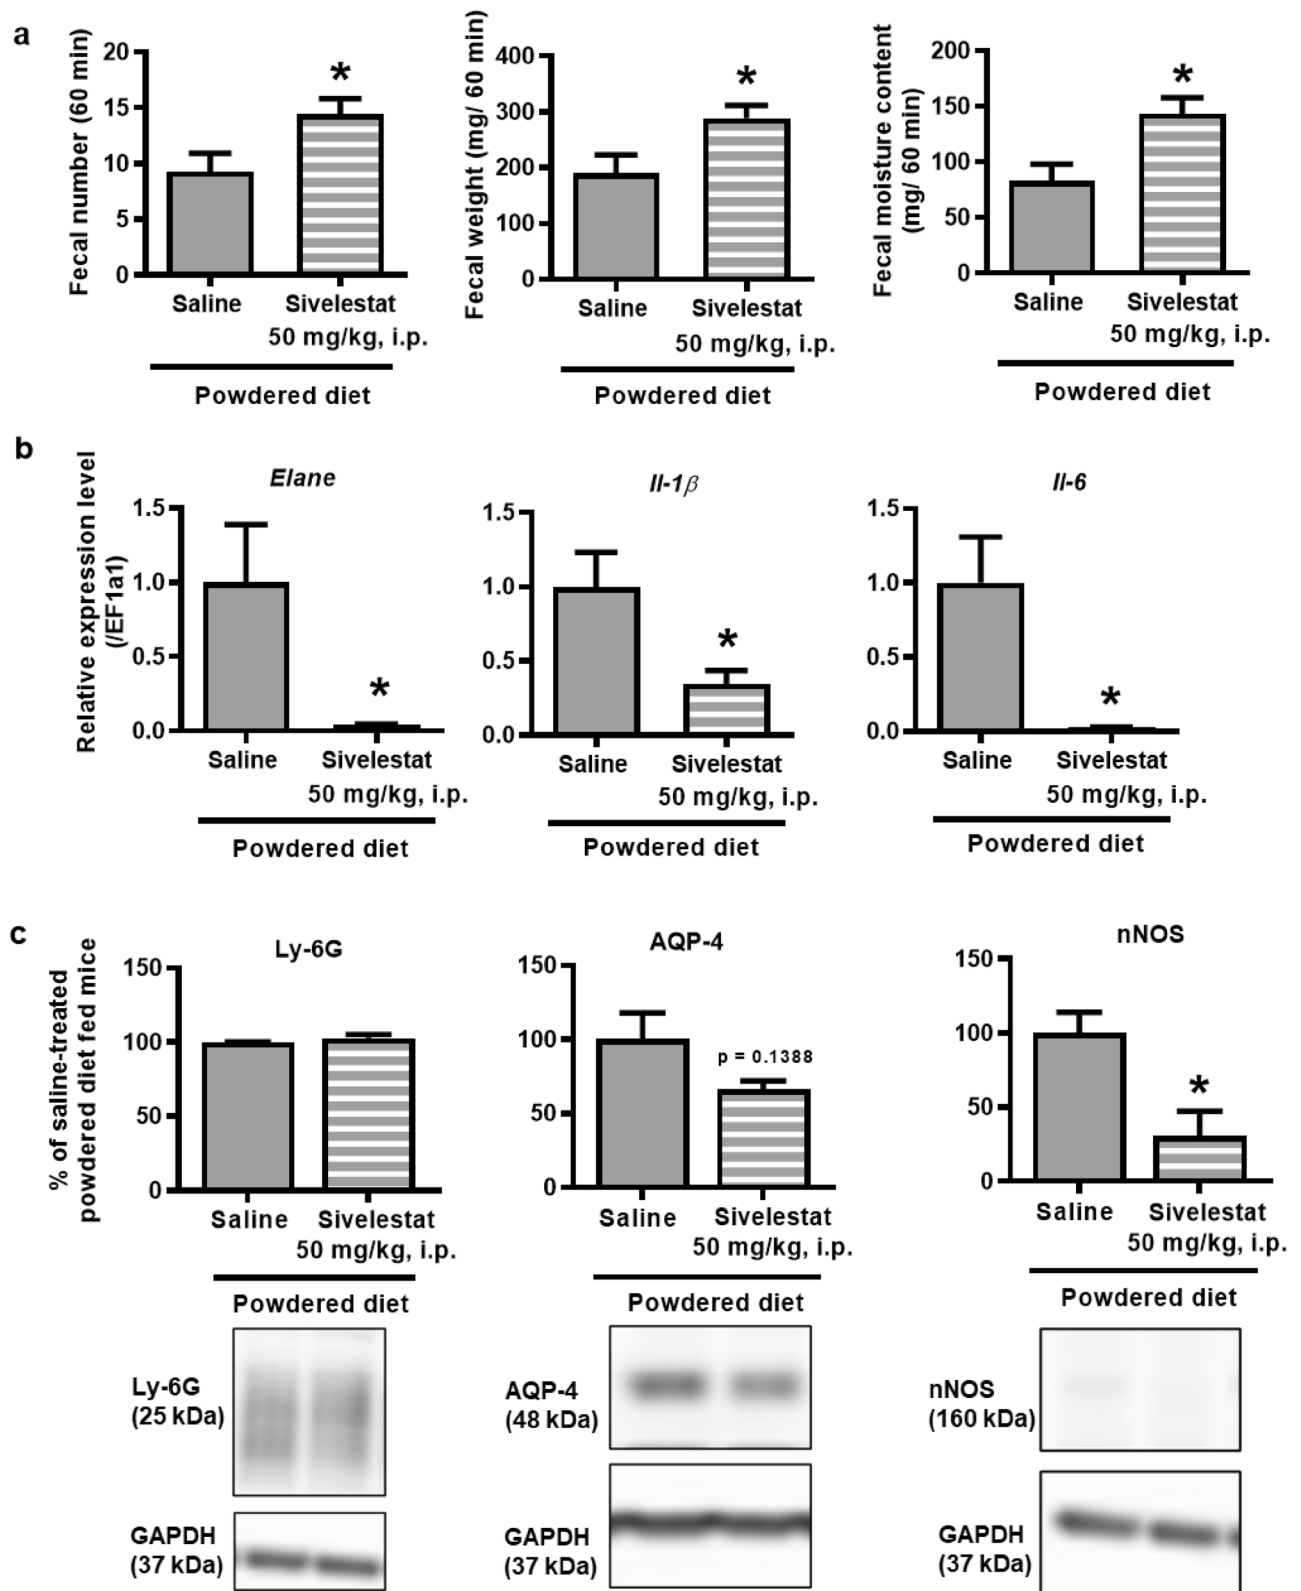 a
Fecal number (60 min)
20
15
10
5
0
*
Saline
Sivelestat
50 mg/kg, i.p.
Powdered diet
Fecal weight (mg/ 60 min)
400
300
200
100
0
*
Saline
Sivelestat
50 mg/kg, i.p.
Powdered diet
Fecal moisture content
(mg/ 60 min)
200
150
100
50
0
*
Saline
Sivelestat
50 mg/kg, i.p.
Powdered diet
b
Relative expression level
(/EF1a1)
Elane
1.5
1.0
0.5
0.0
*
Saline
Sivelestat
50 mg/kg, i.p.
Powdered diet
Il-1β
1.5
1.0
0.5
0.0
*
Saline
Sivelestat
50 mg/kg, i.p.
Powdered diet
Il-6
1.5
1.0
0.5
0.0
*
Saline
Sivelestat
50 mg/kg, i.p.
Powdered diet
c
% of saline-treated
powdered diet fed mice
Ly-6G
150
100
50
0
Saline
Sivelestat
50 mg/kg, i.p.
Powdered diet
AQP-4
150
100
50
0
p = 0.1388
Saline
Sivelestat
50 mg/kg, i.p.
Powdered diet
nNOS
150
100
50
0
*
Saline
Sivelestat
50 mg/kg, i.p.
Powdered diet
Ly-6G
(25 kDa)
GAPDH
(37 kDa)
AQP-4
(48 kDa)
GAPDH
(37 kDa)
nNOS
(160 kDa)
GAPDH
(37 kDa)